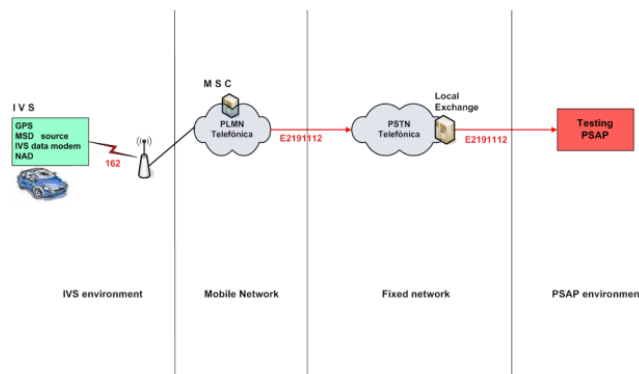 I V S
GPS
MSD source
IVS data modem
NAD
162
M S C
PLMN
Telefónica
E2191112
PSTN
Telefónica
Local
Exchange
E2191112
Testing
PSAP
IVS environment
Mobile Network
Fixed network
PSAP environmen